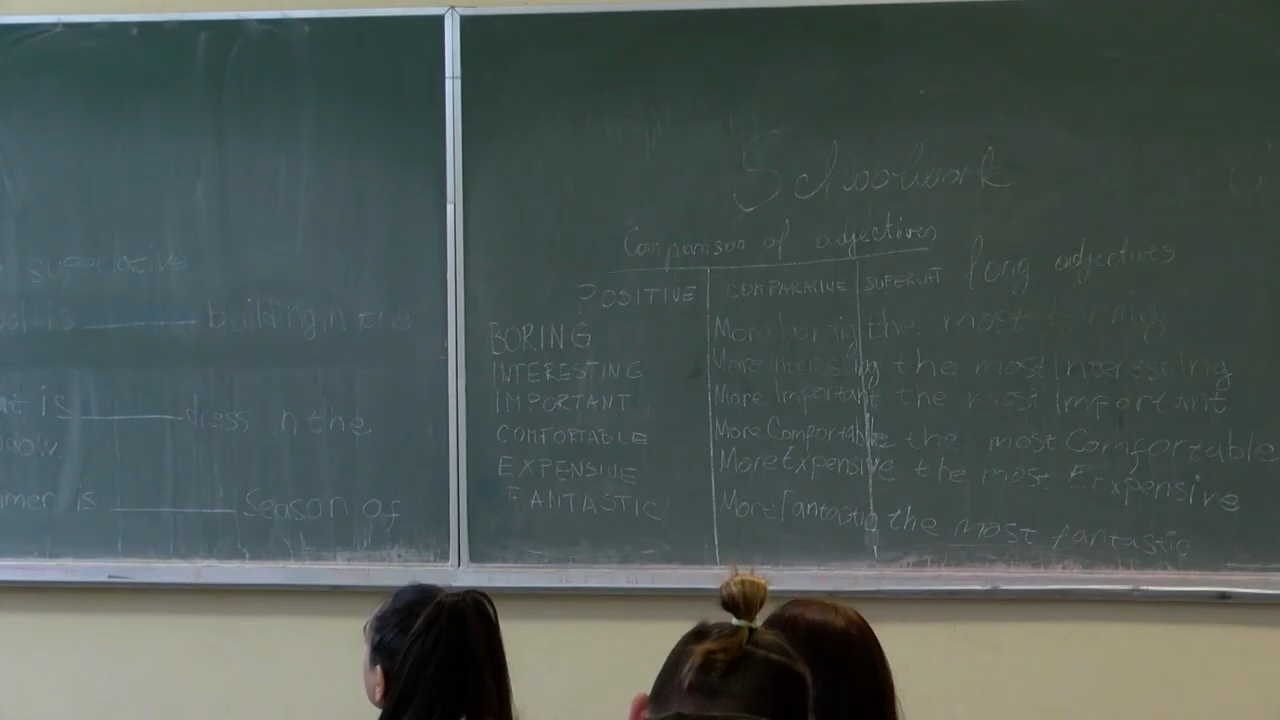 superlative
is ______ building in the
is ______ dress in the
is ______ Season of
Schoolwork
Comparison of adjectives
long adjectives
POSITIVE COMPARATIVE SUPERLAT
BORING More boring the most boring
INTERESTING More interesting the most Interesting
IMPORTANT More Important the most Important
COMFORTABLE More Comfortable the most Comfortable
EXPENSIVE More Expensive the most Expensive
FANTASTIC More fantastic the most fantastic